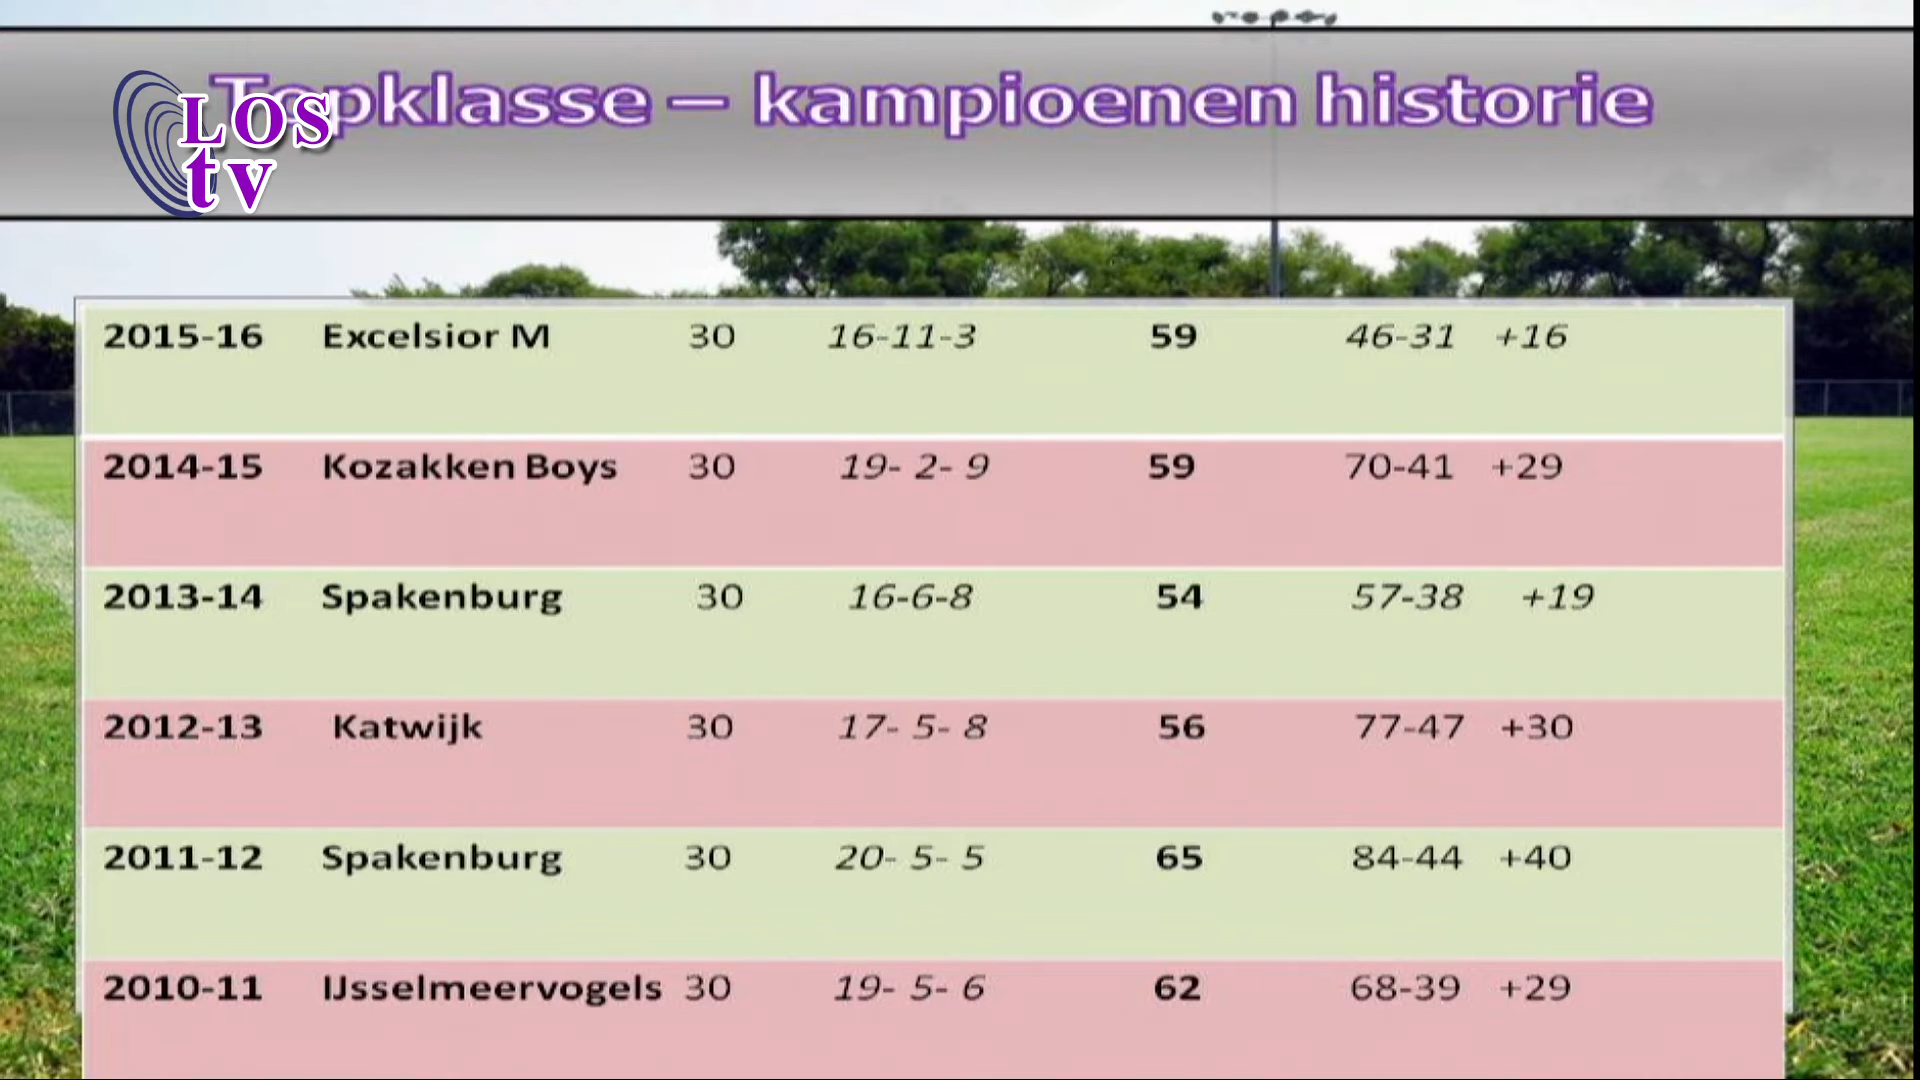 Topklasse – kampioenen historie
LOS
tv
2015-16 Excelsior M 30 16-11-3 59 46-31 +16
2014-15 Kozakken Boys 30 19- 2- 9 59 70-41 +29
2013-14 Spakenburg 30 16-6-8 54 57-38 +19
2012-13 Katwijk 30 17- 5- 8 56 77-47 +30
2011-12 Spakenburg 30 20- 5- 5 65 84-44 +40
2010-11 IJsselmeervogels 30 19- 5- 6 62 68-39 +29